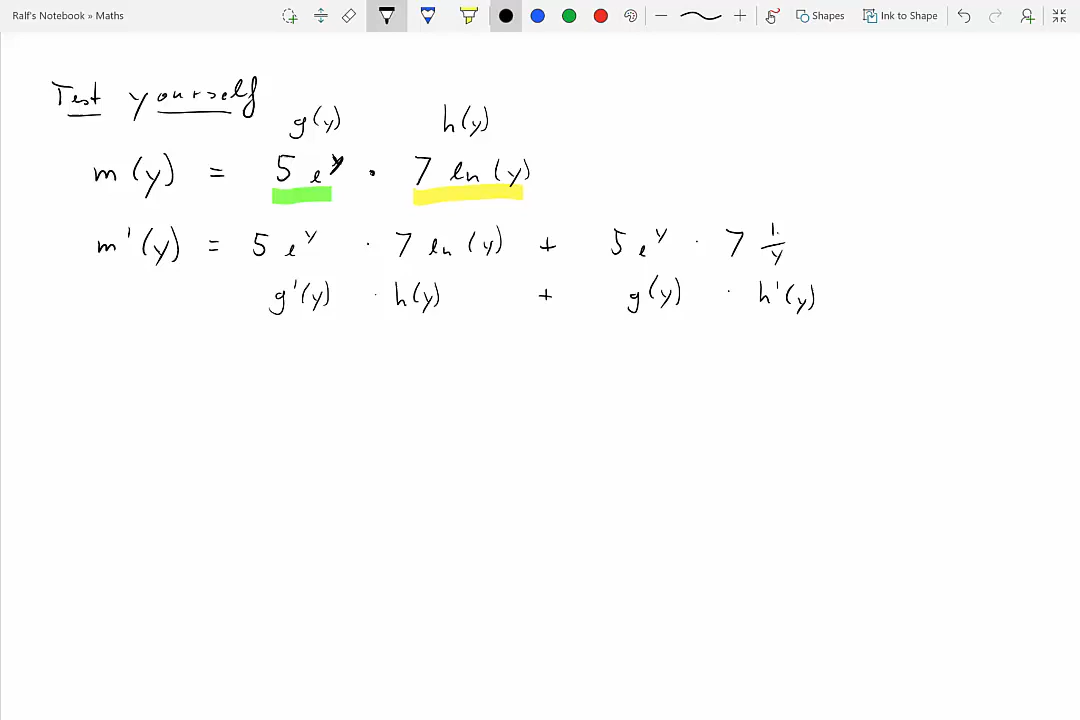 Ralf's Notebook » Maths Shapes Ink to Shape
Test yourself
g(y) h(y)
m(y) = 5 e^y · 7 ln(y)
m'(y) = 5 e^y · 7 ln(y) + 5 e^y · 7 1/y
g'(y) · h(y) + g(y) · h'(y)